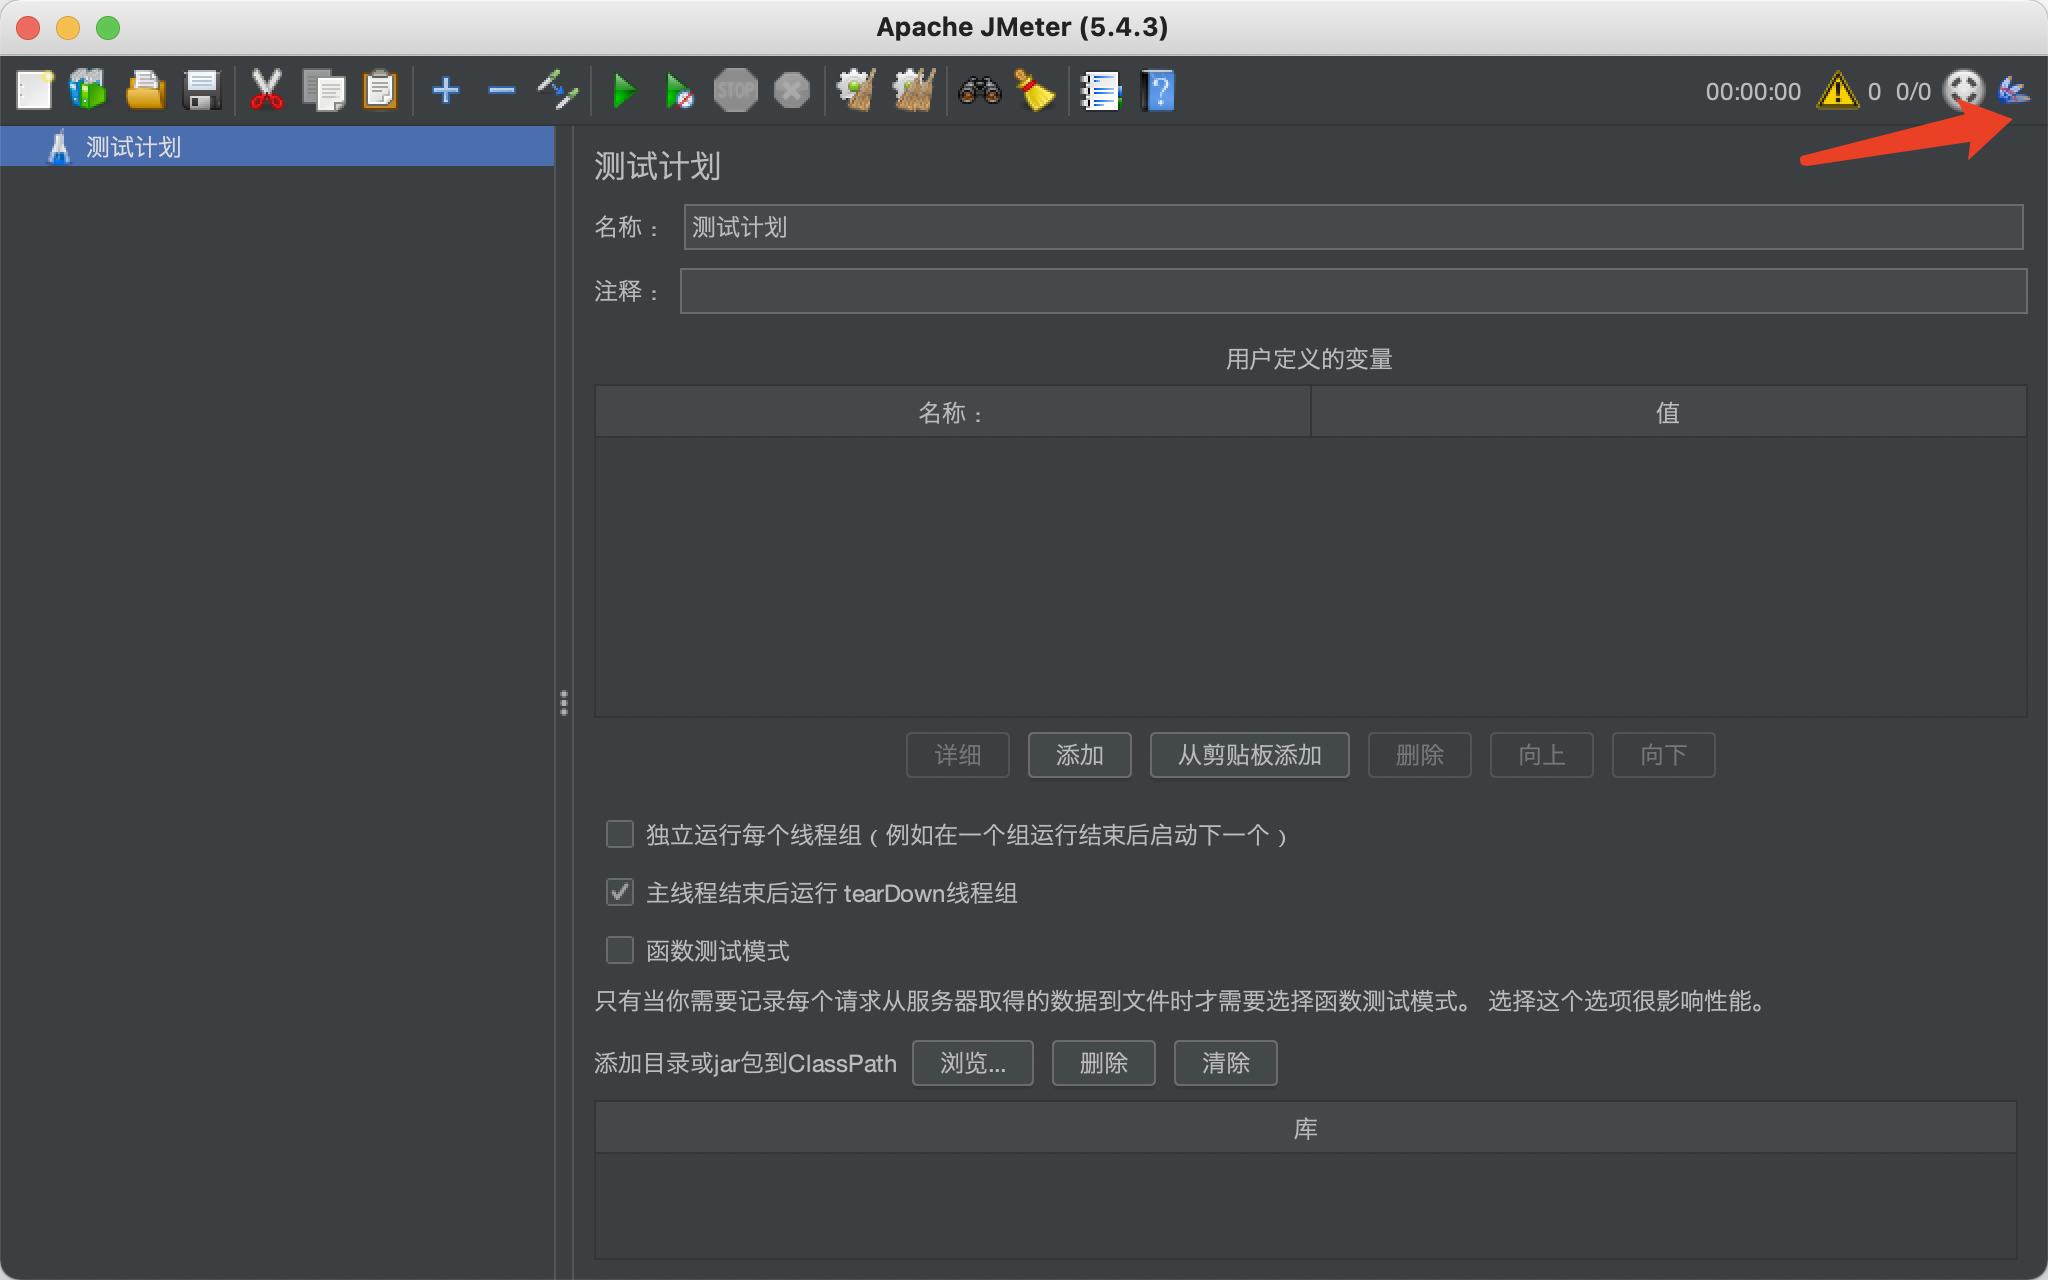 Apache JMeter (5.4.3)
STOP
?
00:00:00
0
0/0
测试计划
测试计划
名称：
测试计划
注释：
用户定义的变量
名称： 值
详细 添加 从剪贴板添加 删除 向上 向下
独立运行每个线程组（例如在一个组运行结束后启动下一个）
主线程结束后运行 tearDown线程组
函数测试模式
只有当你需要记录每个请求从服务器取得的数据到文件时才需要选择函数测试模式。 选择这个选项很影响性能。
添加目录或jar包到ClassPath 浏览... 删除 清除
库